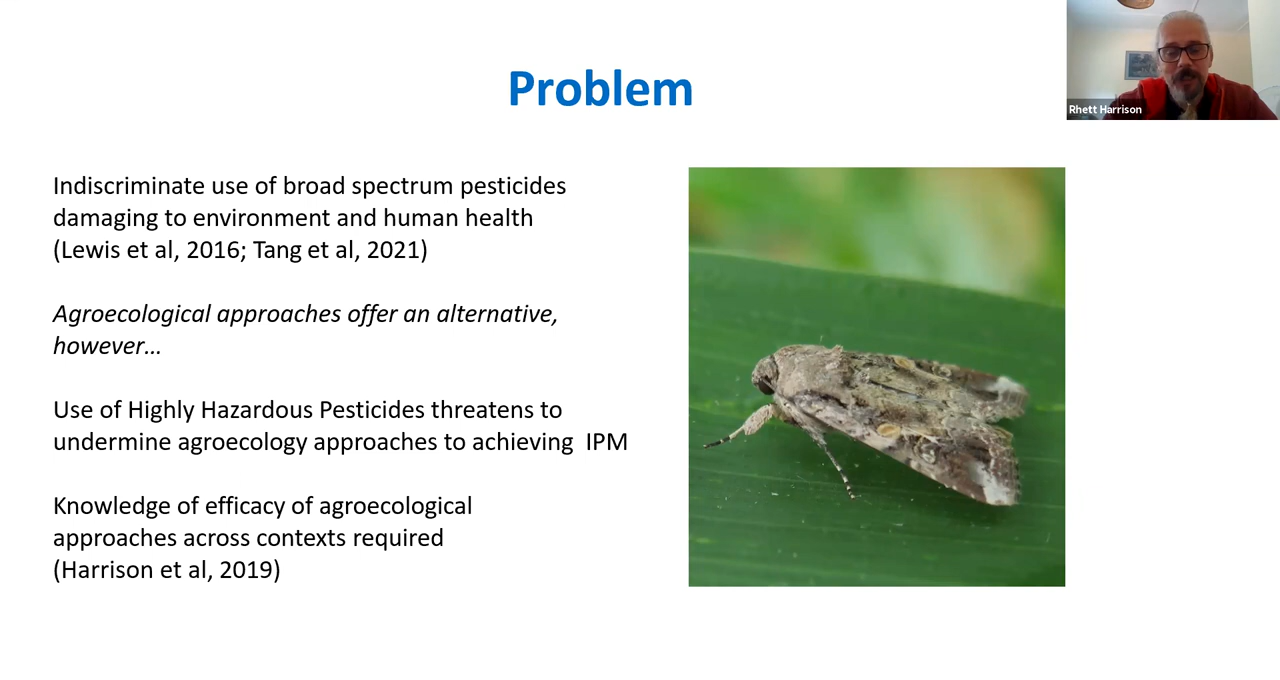 Problem
Rhett Harrison
Indiscriminate use of broad spectrum pesticides
damaging to environment and human health
(Lewis et al, 2016; Tang et al, 2021)
Agroecological approaches offer an alternative,
however…
Use of Highly Hazardous Pesticides threatens to
undermine agroecology approaches to achieving  IPM
Knowledge of efficacy of agroecological
approaches across contexts required
(Harrison et al, 2019)